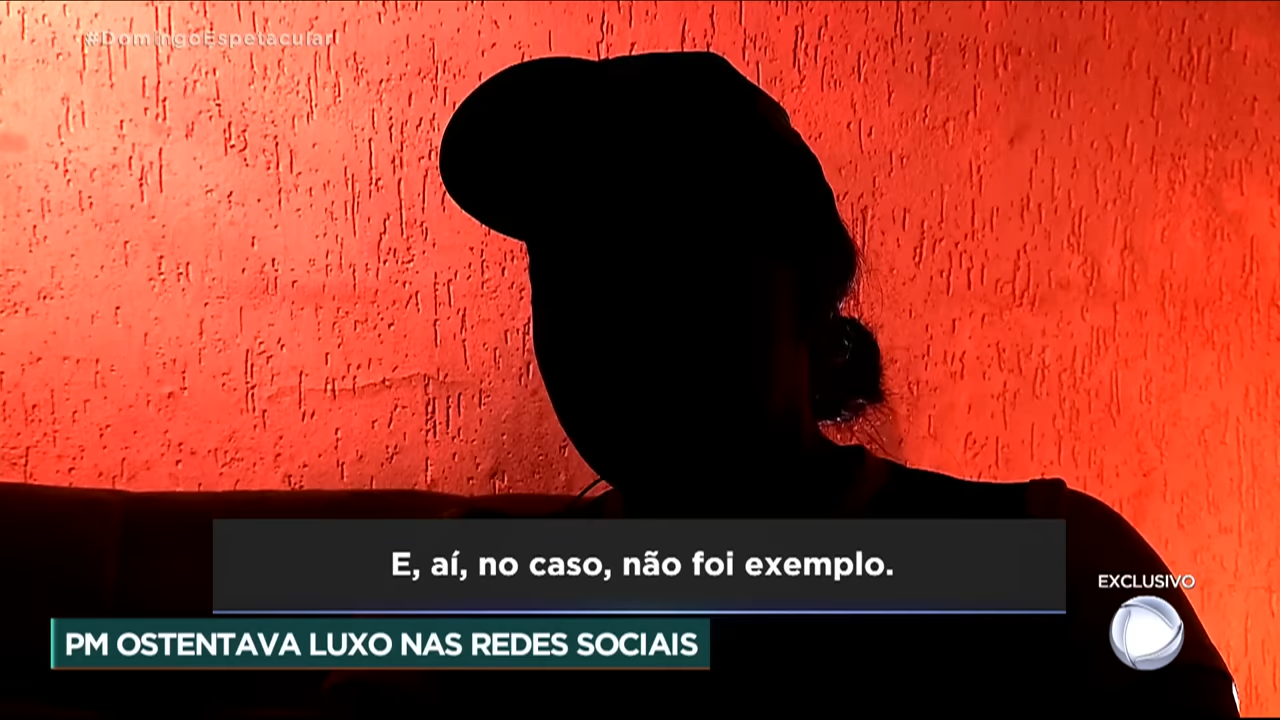 #DomingoEspetacular
E, aí, no caso, não foi exemplo.
EXCLUSIVO
PM OSTENTAVA LUXO NAS REDES SOCIAIS